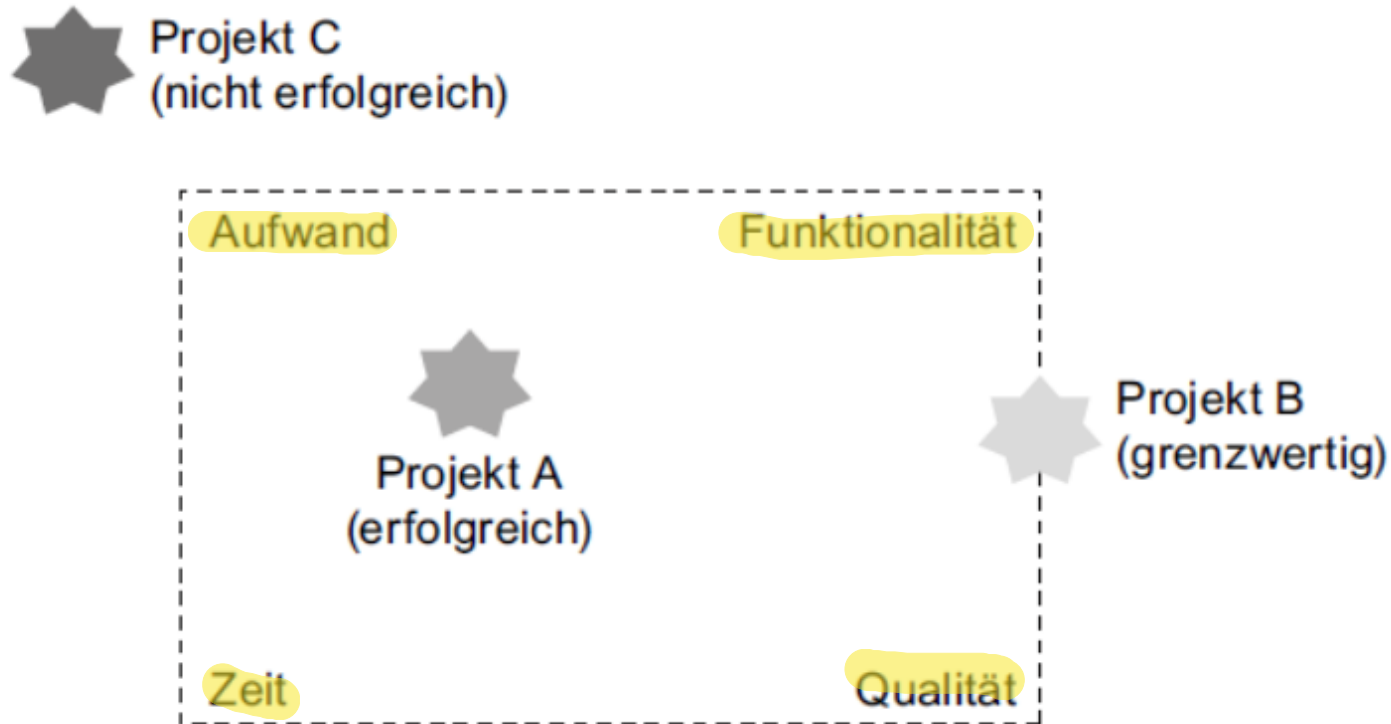 Projekt C
(nicht erfolgreich)
Aufwand
Funktionalität
Projekt A
(erfolgreich)
Projekt B
(grenzwertig)
Zeit
Qualität